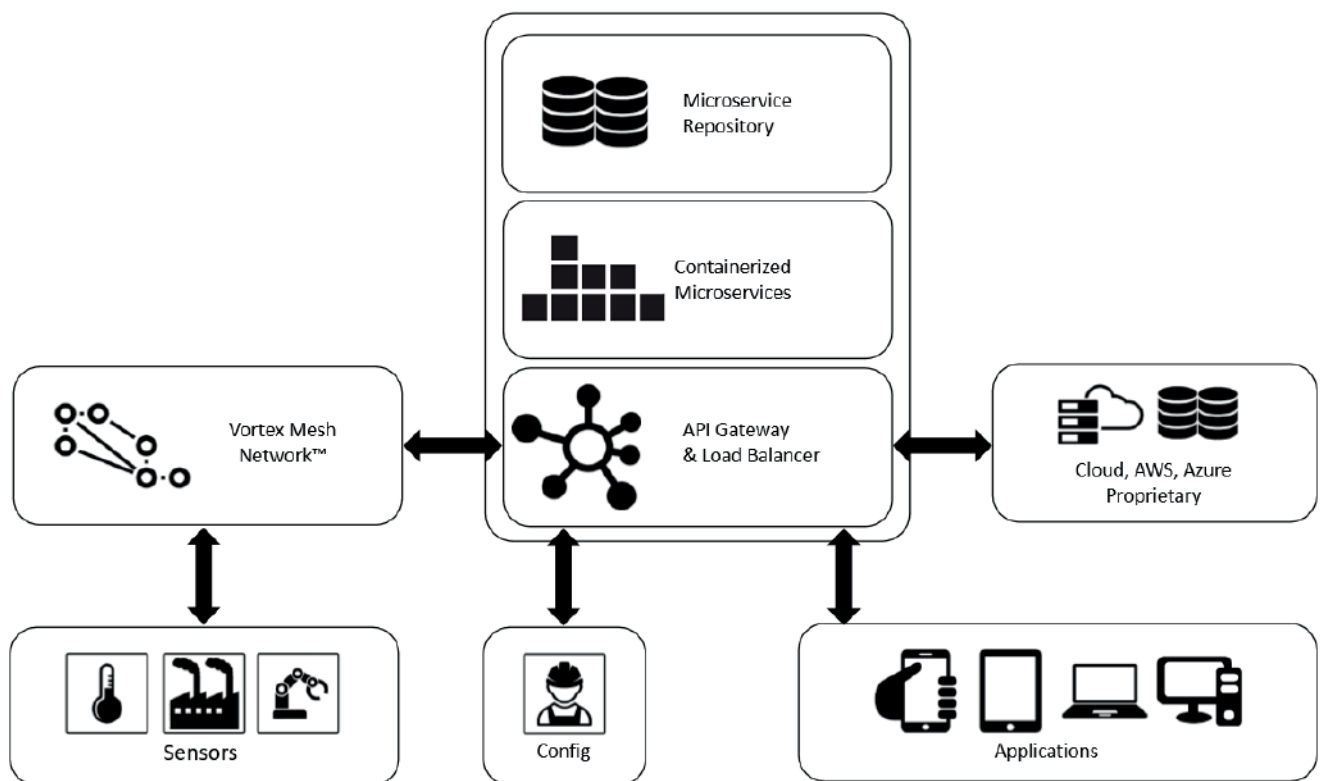 Microservice
Repository
Containerized
Microservices
Vortex Mesh
Network™
API Gateway
& Load Balancer
Cloud, AWS, Azure
Proprietary
Sensors
Config
Applications